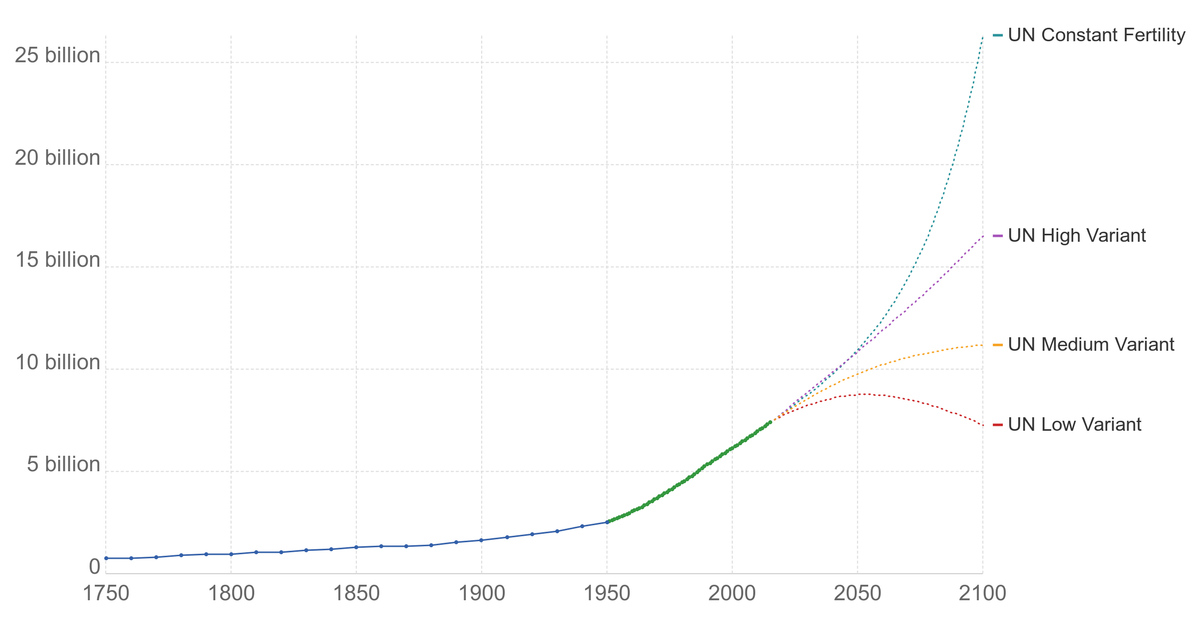 UN Constant Fertility
25 billion
20 billion
15 billion
UN High Variant
10 billion
UN Medium Variant
5 billion
UN Low Variant
0
1750 1800 1850 1900 1950 2000 2050 2100